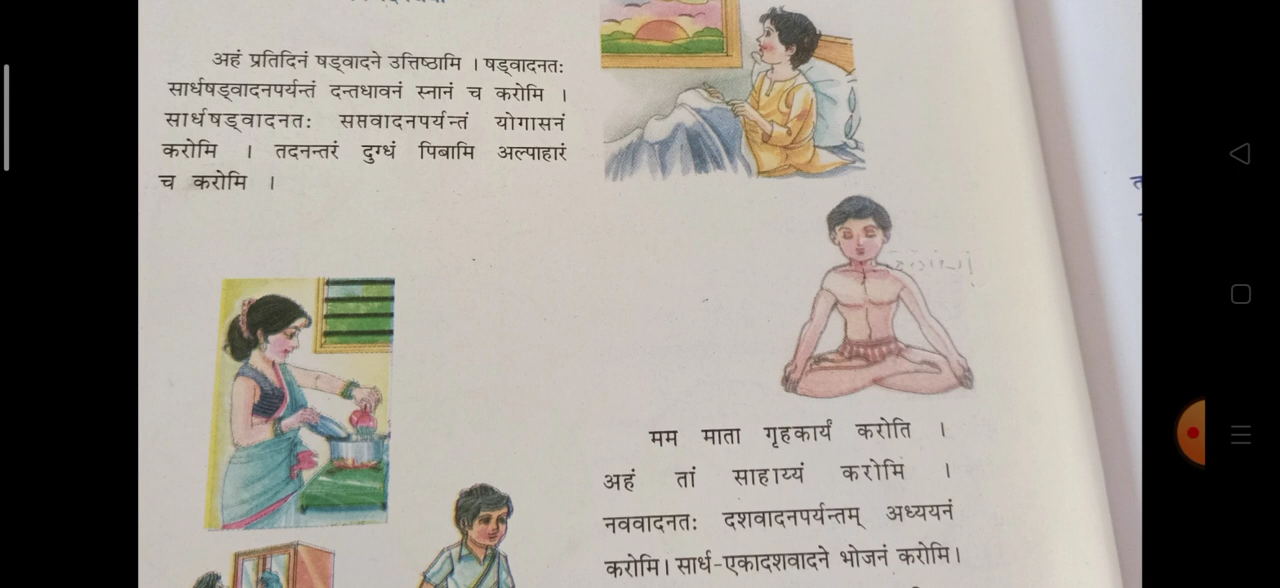 अहं प्रतिदिनं षड्वादने उत्तिष्ठामि । षड्वादनतः
सार्धषड्वादनपर्यन्तं दन्तधावनं स्नानं च करोमि ।
सार्धषड्वादनतः सप्तवादनपर्यन्तं योगासनं
करोमि । तदनन्तरं दुग्धं पिबामि अल्पाहारं
च करोमि ।
मम माता गृहकार्यं करोति ।
अहं तां साहाय्यं करोमि ।
नववादनतः दशवादनपर्यन्तम् अध्ययनं
करोमि। सार्ध-एकादशवादने भोजनं करोमि।